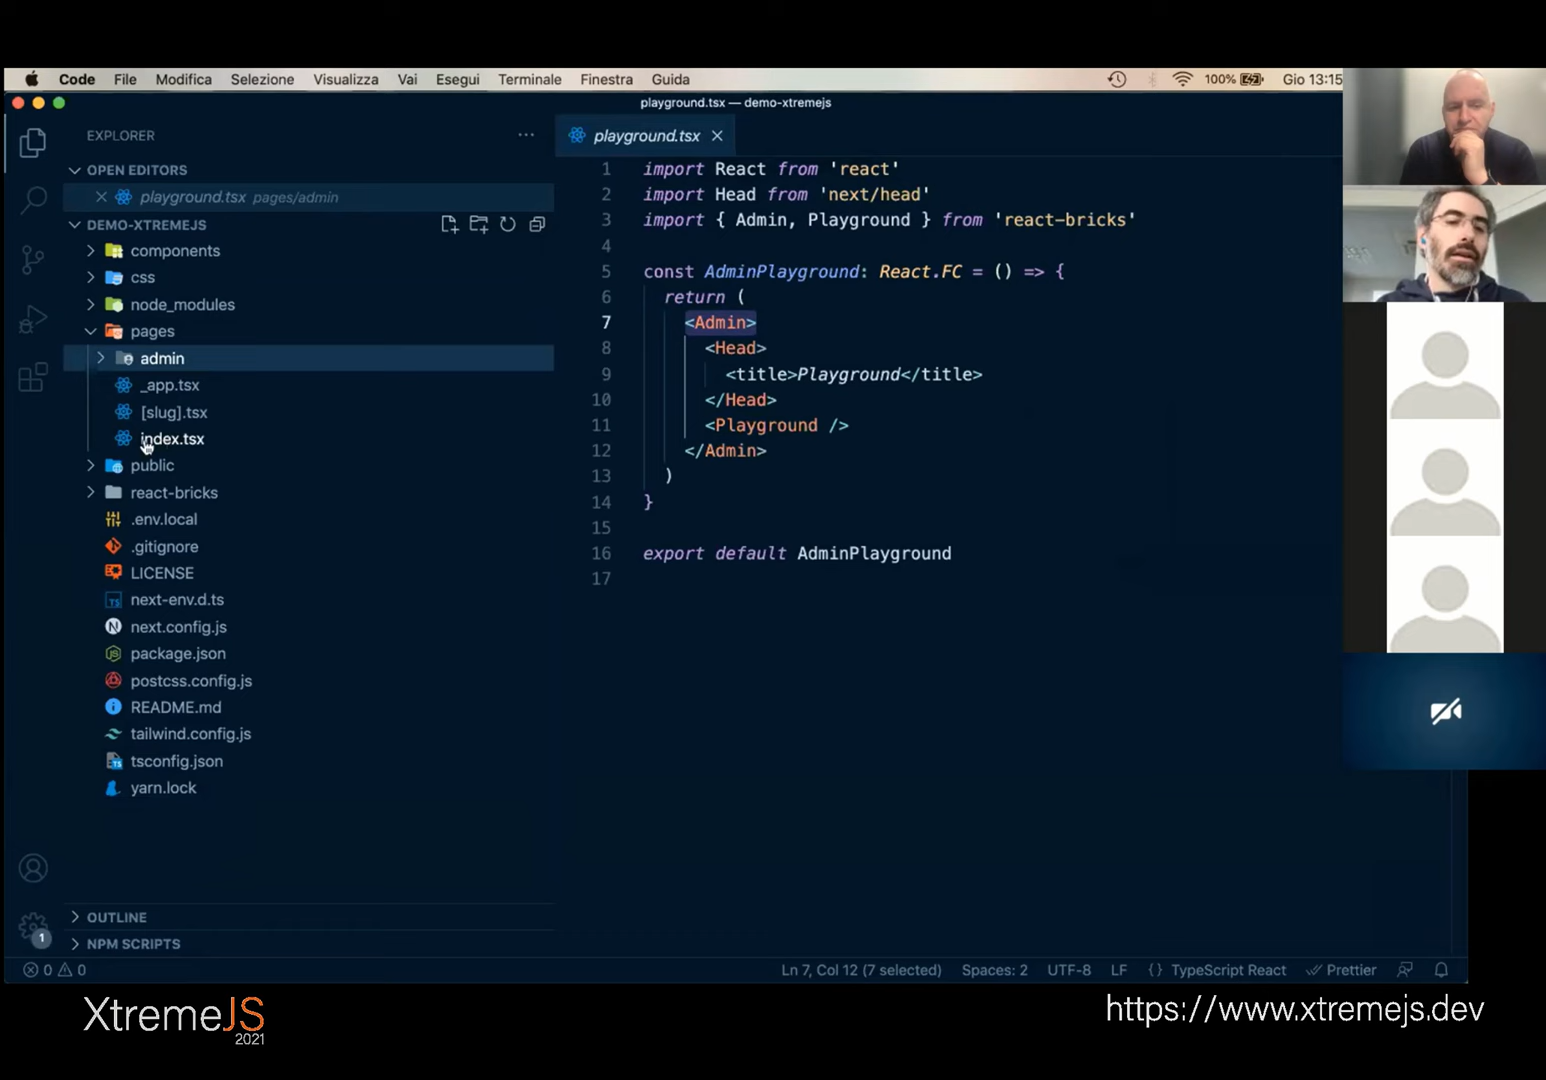 Code File Modifica Selezione Visualizza Vai Esegui Terminale Finestra Guida 100% Gio 13:15
playground.tsx — demo-xtremejs
EXPLORER
OPEN EDITORS
playground.tsx pages/admin
DEMO-XTREMEJS
components
css
node_modules
pages
admin
_app.tsx
[slug].tsx
index.tsx
public
react-bricks
.env.local
.gitignore
LICENSE
next-env.d.ts
next.config.js
package.json
postcss.config.js
README.md
tailwind.config.js
tsconfig.json
yarn.lock
OUTLINE
NPM SCRIPTS
1
playground.tsx
1 import React from 'react'
2 import Head from 'next/head'
3 import { Admin, Playground } from 'react-bricks'
4
5 const AdminPlayground: React.FC = () => {
6 return (
7 <Admin>
8 <Head>
9 <title>Playground</title>
10 </Head>
11 <Playground />
12 </Admin>
13 )
14 }
15
16 export default AdminPlayground
17
0 0 Ln 7, Col 12 (7 selected) Spaces: 2 UTF-8 LF {} TypeScript React Prettier
XtremeJS
2021
https://www.xtremejs.dev